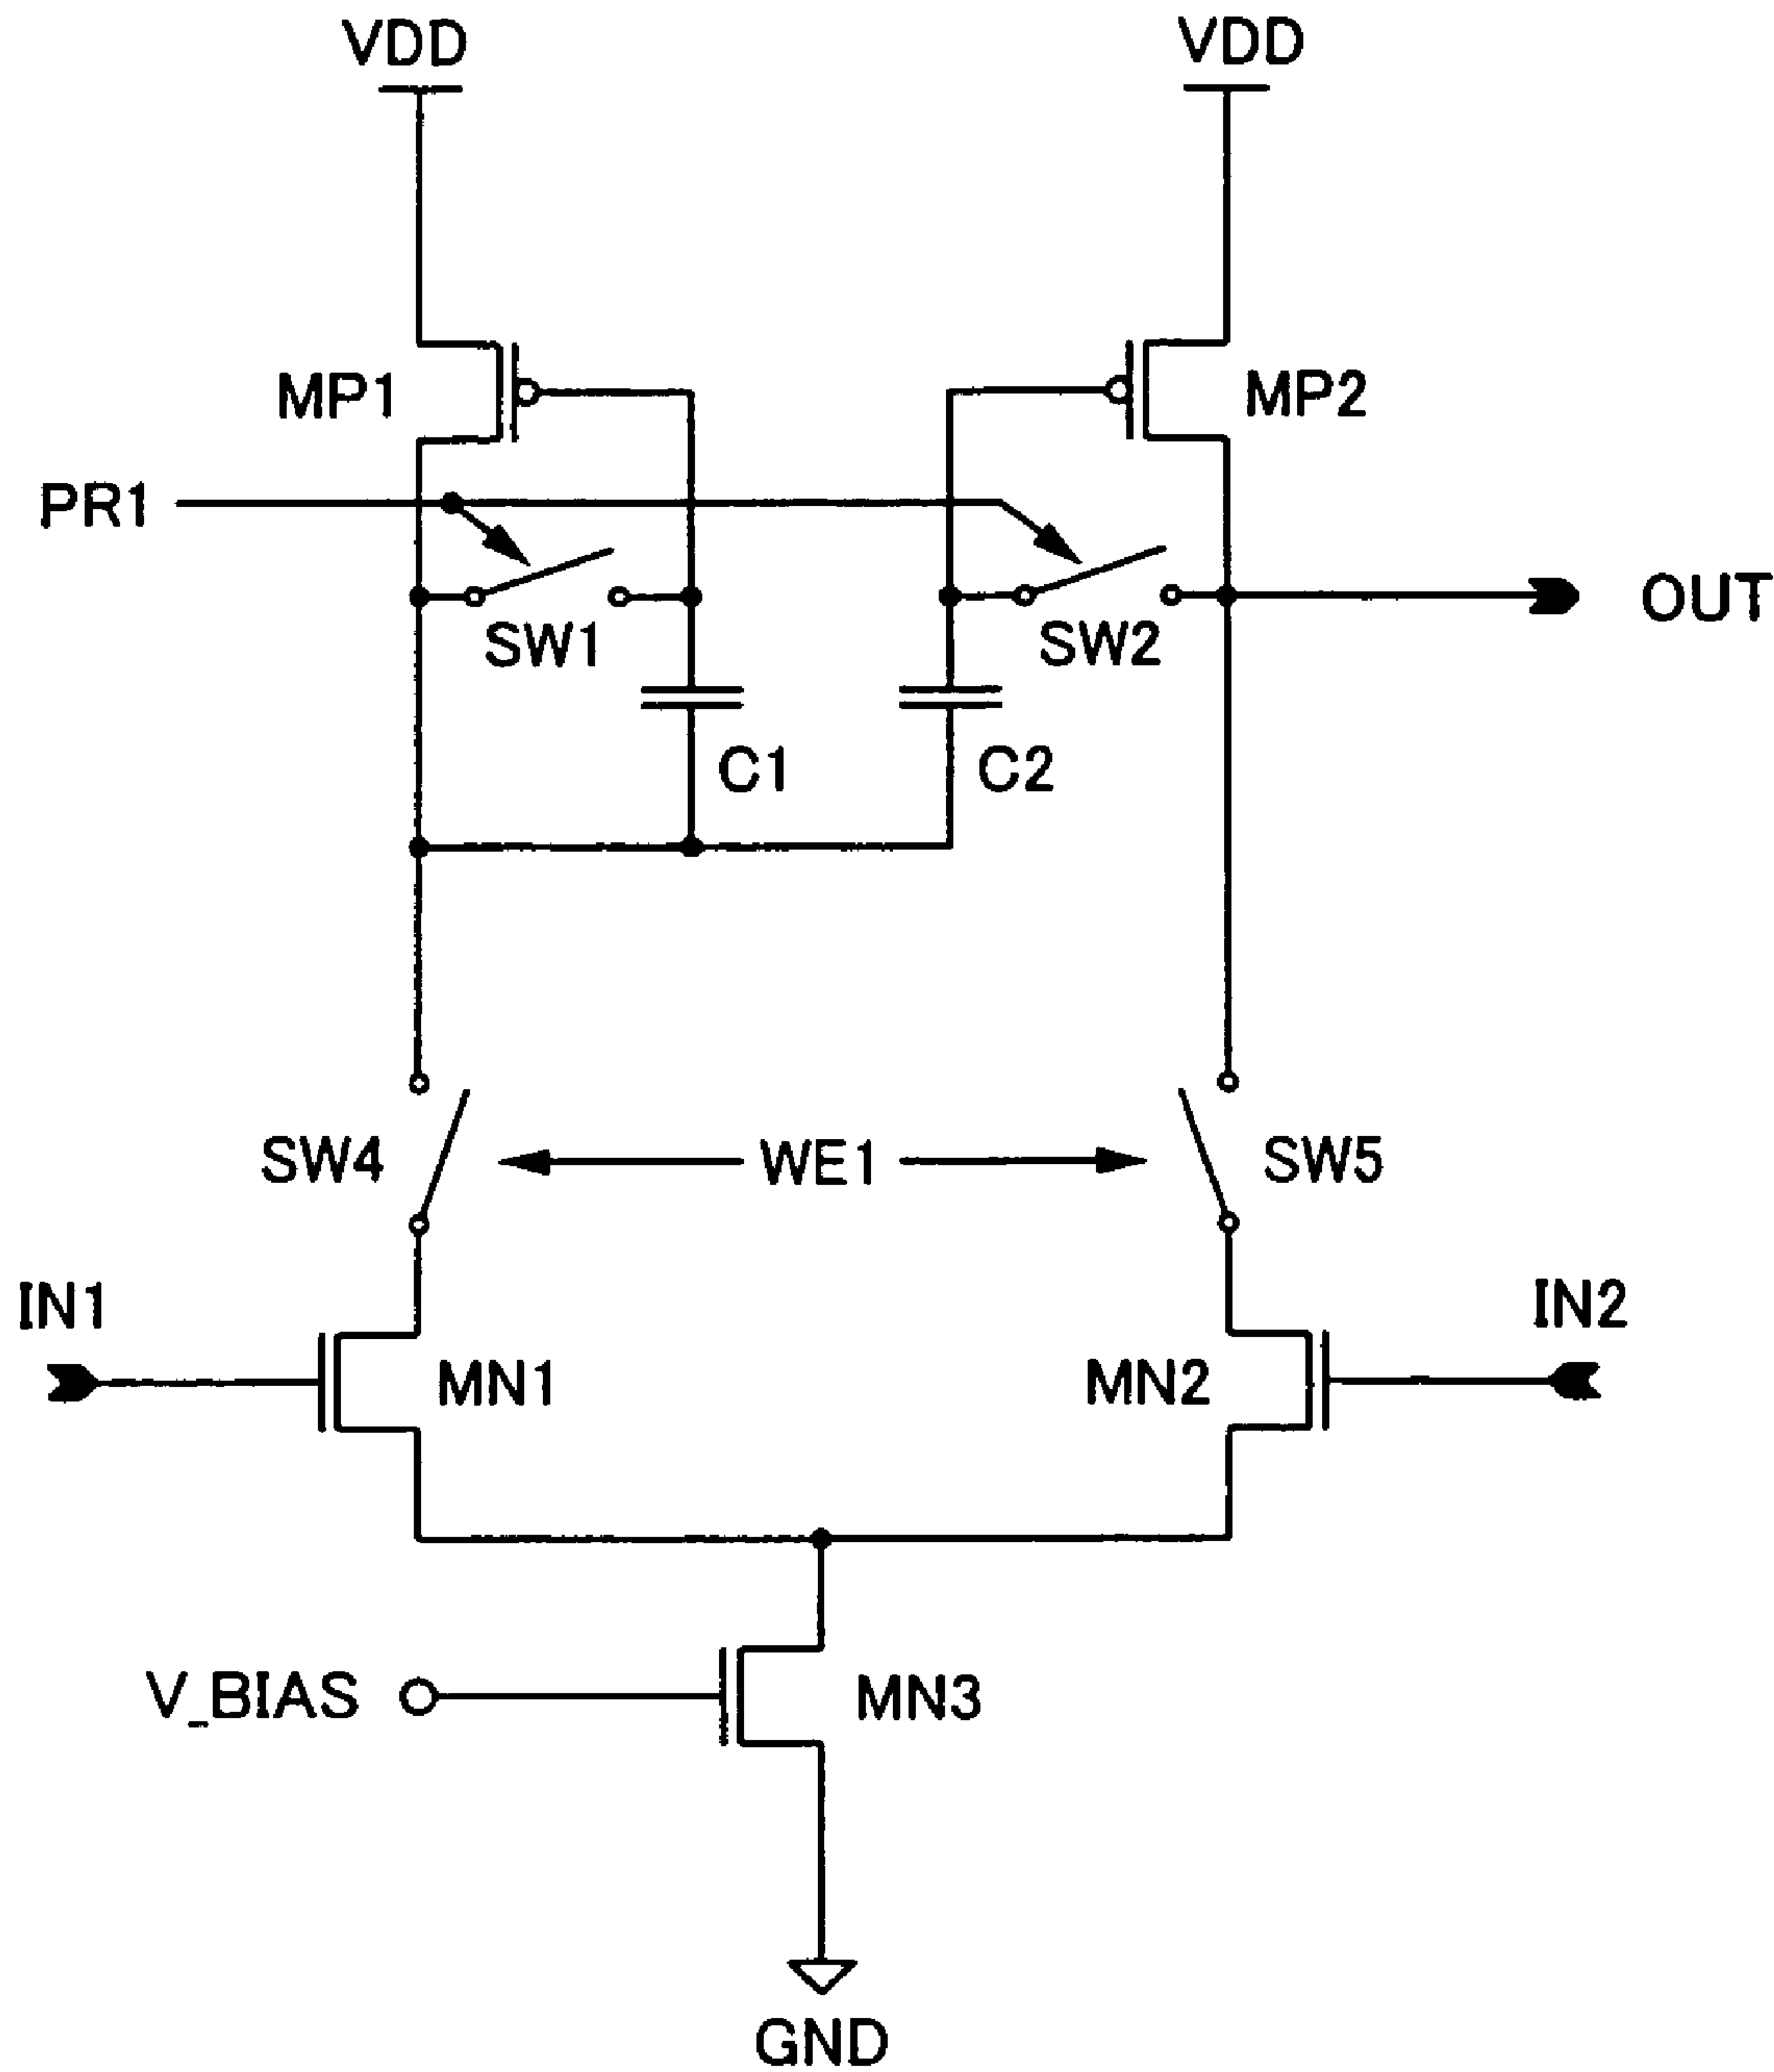 VDD
VDD
MP1
MP2
PR1
SW1
SW2
OUT
C1
C2
SW4
WE1
SW5
IN1
IN2
MN1
MN2
V_BIAS
MN3
GND